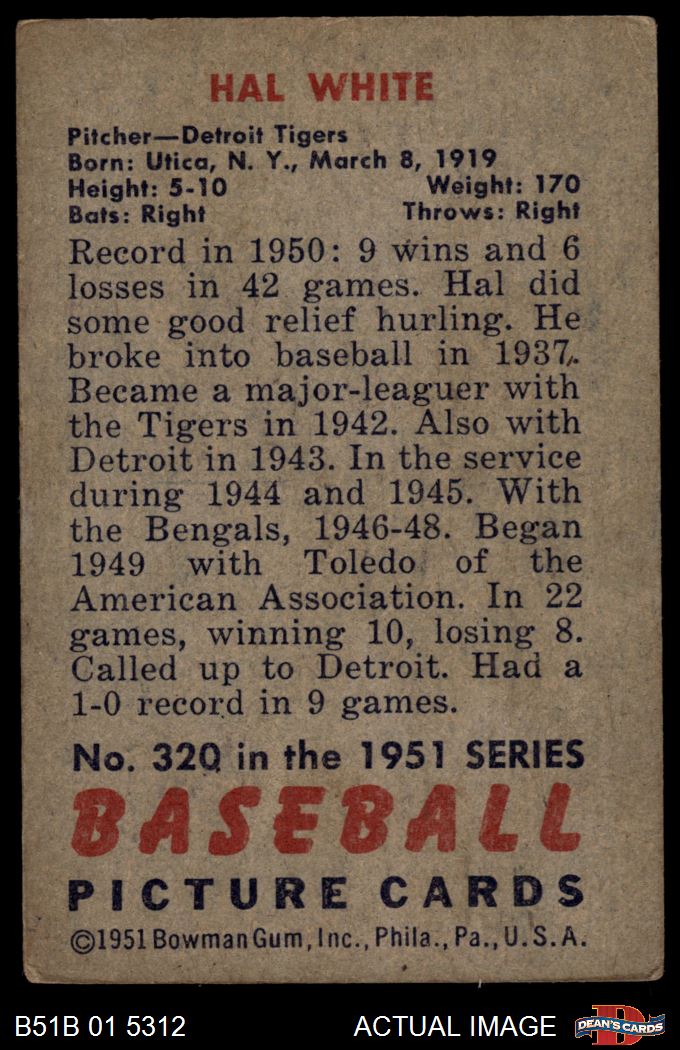 HAL WHITE
Pitcher—Detroit Tigers
Born: Utica, N. Y., March 8, 1919
Height: 5-10 Weight: 170
Bats: Right Throws: Right
Record in 1950: 9 wins and 6
losses in 42 games. Hal did
some good relief hurling. He
broke into baseball in 1937.
Became a major-leaguer with
the Tigers in 1942. Also with
Detroit in 1943. In the service
during 1944 and 1945. With
the Bengals, 1946-48. Began
1949 with Toledo of the
American Association. In 22
games, winning 10, losing 8.
Called up to Detroit. Had a
1-0 record in 9 games.
No. 320 in the 1951 SERIES
BASEBALL
PICTURE CARDS
©1951 Bowman Gum, Inc., Phila., Pa., U.S.A.
B51B 01 5312 ACTUAL IMAGE DEAN'S CARDS